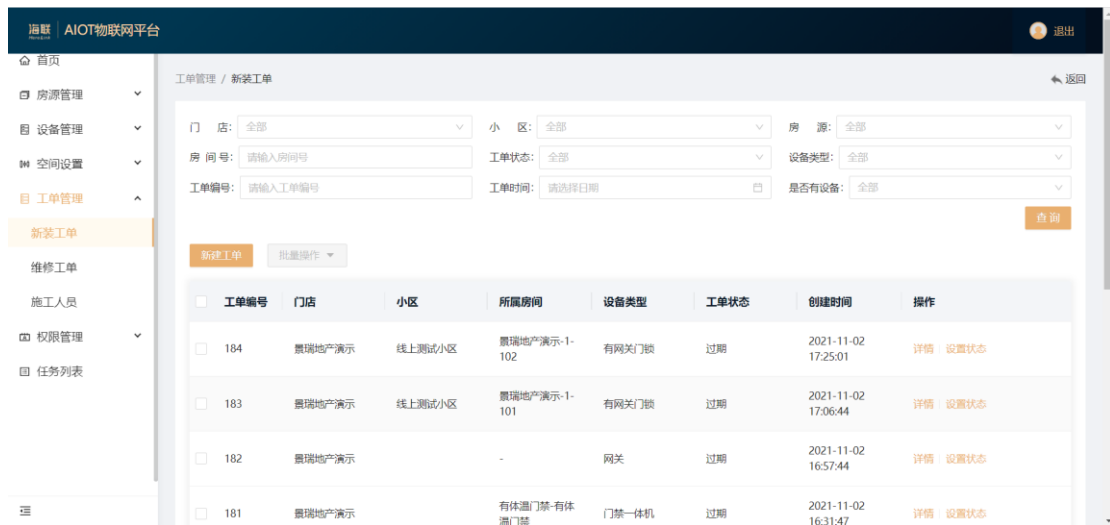 海联 AIOT物联网平台
退出
首页
房源管理
设备管理
空间设置
工单管理
新装工单
维修工单
施工人员
权限管理
任务列表
工单管理 / 新装工单
返回
门 店: 全部 小 区: 全部 房 源: 全部
房 间 号: 请输入房间号 工单状态: 全部 设备类型: 全部
工单编号: 请输入工单编号 工单时间: 请选择日期 是否有设备: 全部
查 询
新建工单 批量操作
工单编号 门店 小区 所属房间 设备类型 工单状态 创建时间 操作
184 景瑞地产演示 线上测试小区 景瑞地产演示-1-102 有网关门锁 过期 2021-11-02 17:25:01 详情 设置状态
183 景瑞地产演示 线上测试小区 景瑞地产演示-1-101 有网关门锁 过期 2021-11-02 17:06:44 详情 设置状态
182 景瑞地产演示 - 网关 过期 2021-11-02 16:57:44 详情 设置状态
181 景瑞地产演示 有体温门禁-有体温门禁 门禁一体机 过期 2021-11-02 16:31:47 详情 设置状态